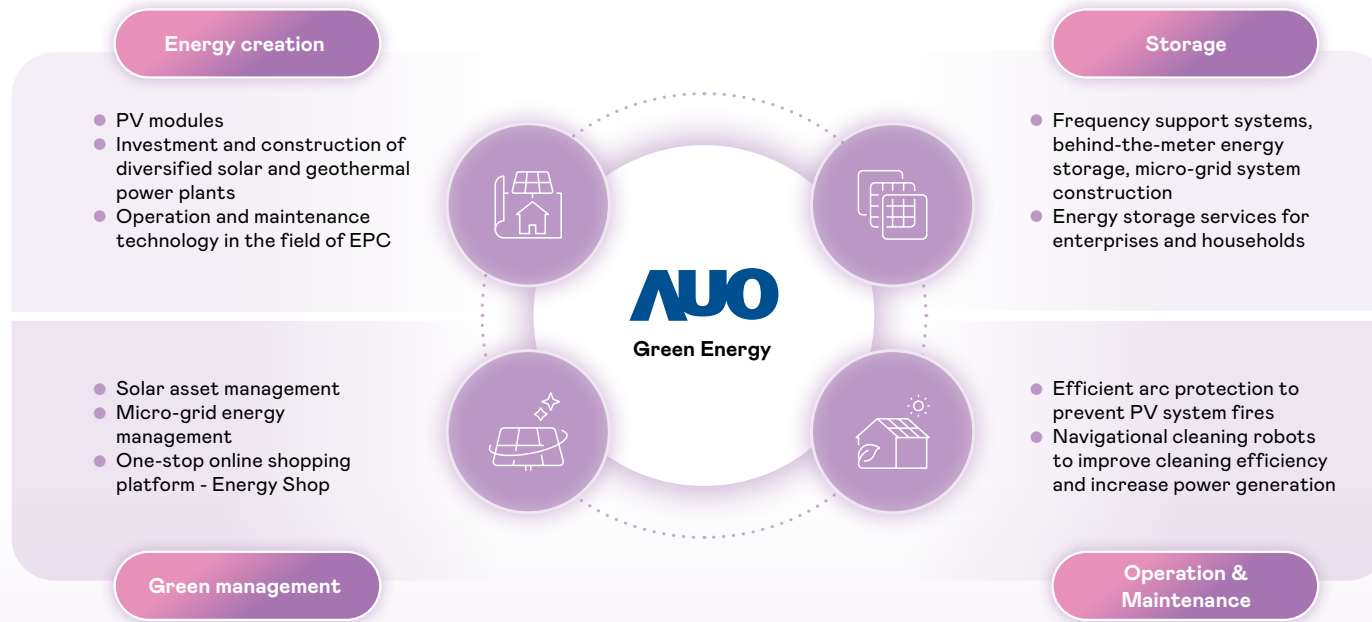 Energy creation
PV modules
Investment and construction of
diversified solar and geothermal
power plants
Operation and maintenance
technology in the field of EPC
Storage
Frequency support systems,
behind-the-meter energy
storage, micro-grid system
construction
Energy storage services for
enterprises and households
AUO
Green Energy
Solar asset management
Micro-grid energy
management
One-stop online shopping
platform - Energy Shop
Green management
Efficient arc protection to
prevent PV system fires
Navigational cleaning robots
to improve cleaning efficiency
and increase power generation
Operation &
Maintenance